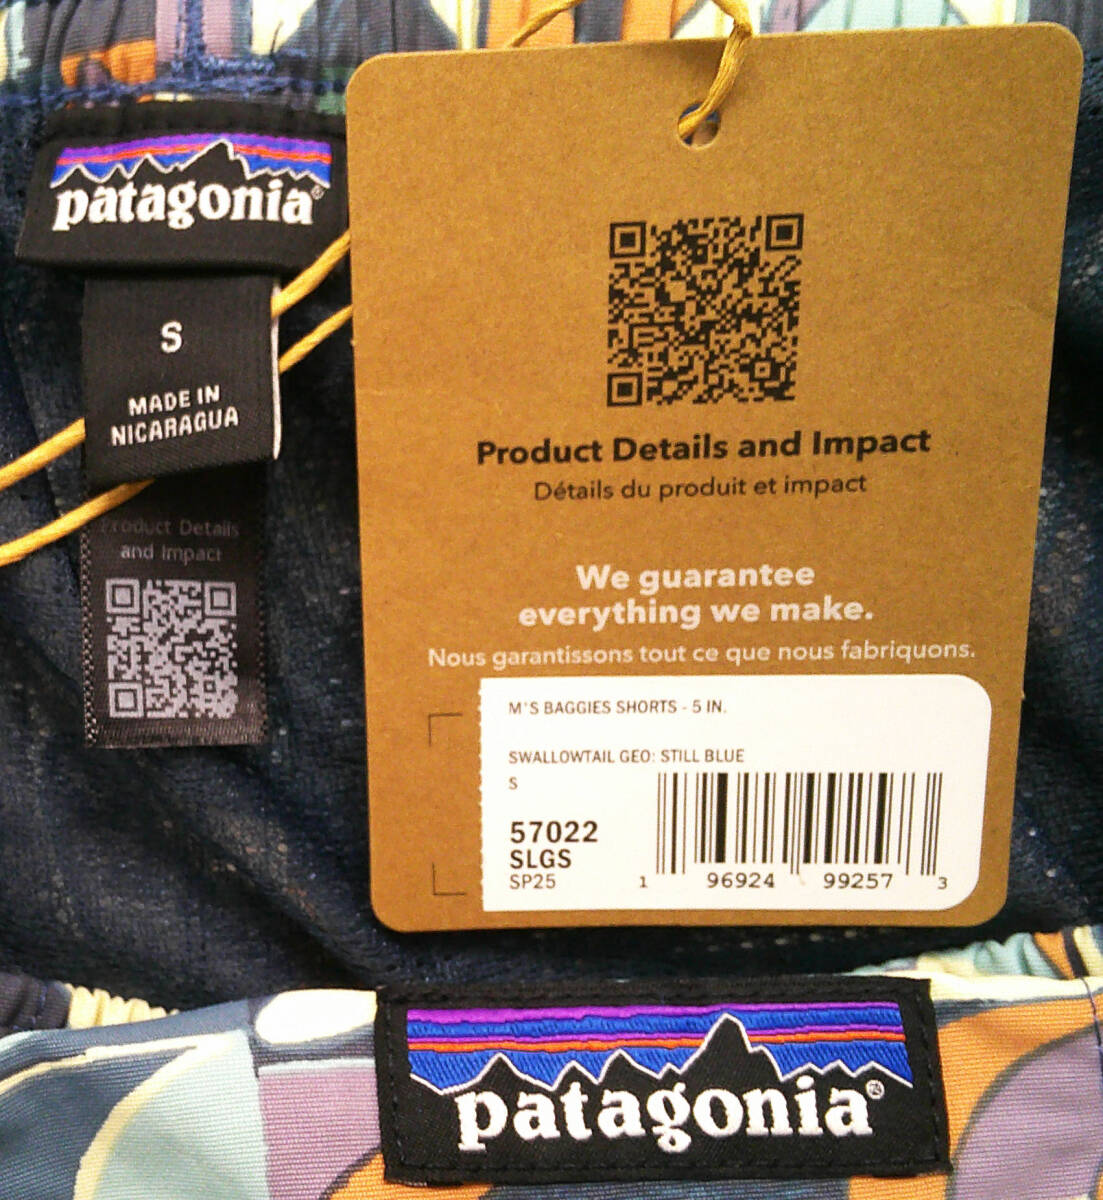 patagonia®
S
MADE IN
NICARAGUA
Product Details
and Impact
Product Details and Impact
Détails du produit et impact
We guarantee
everything we make.
Nous garantissons tout ce que nous fabriquons.
M'S BAGGIES SHORTS - 5 IN.
SWALLOWTAIL GEO: STILL BLUE
S
57022
SLGS
SP25
1 96924 99257 3
patagonia®